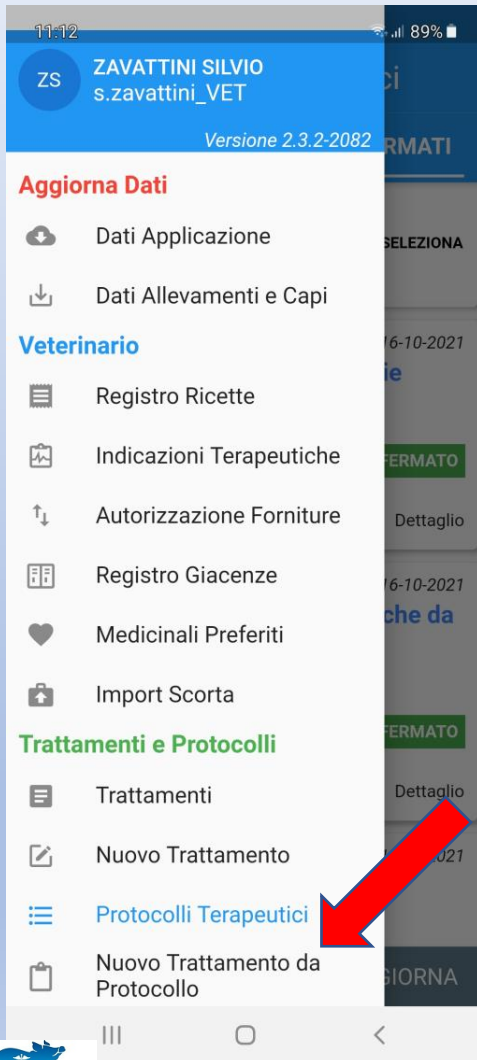 11:12 89%
ZS
ZAVATTINI SILVIO
s.zavattini_VET
Versione 2.3.2-2082
Aggiorna Dati
Dati Applicazione
Dati Allevamenti e Capi
Veterinario
Registro Ricette
Indicazioni Terapeutiche
Autorizzazione Forniture
Registro Giacenze
Medicinali Preferiti
Import Scorta
Trattamenti e Protocolli
Trattamenti
Nuovo Trattamento
Protocolli Terapeutici
Nuovo Trattamento da
Protocollo
ci
RMATI
SELEZIONA
16-10-2021
ie
FERMATO
Dettaglio
16-10-2021
che da
FERMATO
Dettaglio
021
GIORNA